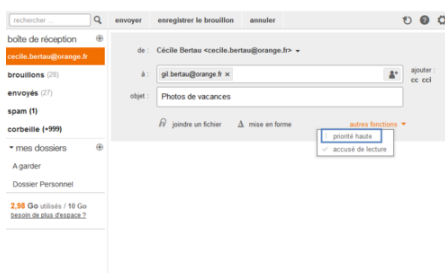 rechercher ...
envoyer enregistrer le brouillon annuler
boîte de réception
cecile.bertau@orange.fr
brouillons (28)
envoyés (27)
spam (1)
corbeille (+999)
mes dossiers
A garder
Dossier Personnel
2,58 Go utilisés / 10 Go
besoin de plus d'espace ?
de : Cécile Bertau <cecile.bertau@orange.fr>
à : gil.bertau@orange.fr ×
ajouter :
cc cci
objet : Photos de vacances
joindre un fichier mise en forme autres fonctions
priorité haute
accusé de lecture